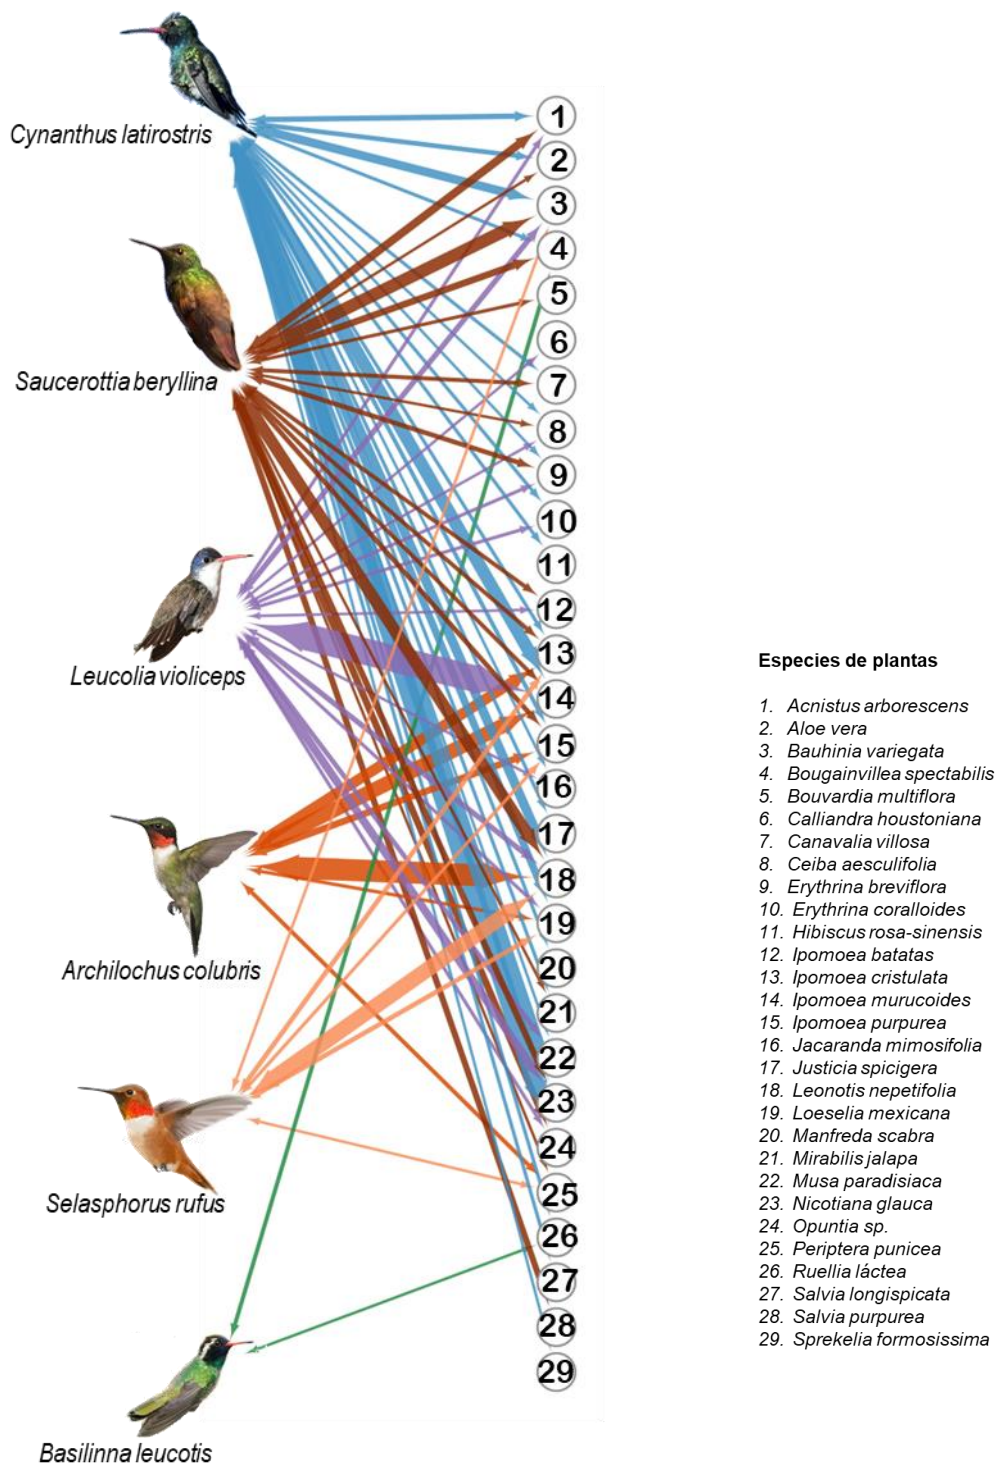 Cynanthus latirostris
Saucerottia beryllina
Leucolia violiceps
Archilochus colubris
Selasphorus rufus
Basilinna leucotis
1
2
3
4
5
6
7
8
9
10
11
12
13
14
15
16
17
18
19
20
21
22
23
24
25
26
27
28
29
Especies de plantas
1. Acnistus arborescens
2. Aloe vera
3. Bauhinia variegata
4. Bougainvillea spectabilis
5. Bouvardia multiflora
6. Calliandra houstoniana
7. Canavalia villosa
8. Ceiba aesculifolia
9. Erythrina breviflora
10. Erythrina coralloides
11. Hibiscus rosa-sinensis
12. Ipomoea batatas
13. Ipomoea cristulata
14. Ipomoea murucoides
15. Ipomoea purpurea
16. Jacaranda mimosifolia
17. Justicia spicigera
18. Leonotis nepetifolia
19. Loeselia mexicana
20. Manfreda scabra
21. Mirabilis jalapa
22. Musa paradisiaca
23. Nicotiana glauca
24. Opuntia sp.
25. Periptera punicea
26. Ruellia láctea
27. Salvia longispicata
28. Salvia purpurea
29. Sprekelia formosissima